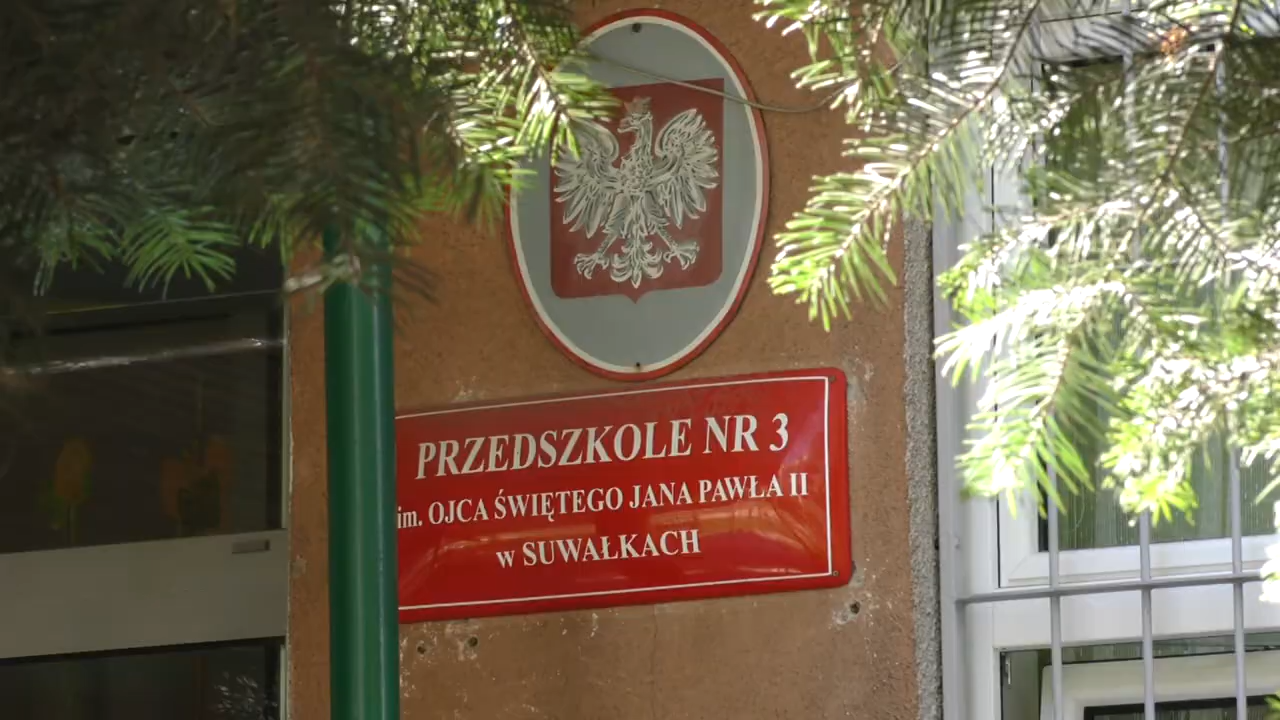 PRZEDSZKOLE NR 3
im. OJCA ŚWIĘTEGO JANA PAWŁA II
w SUWAŁKACH